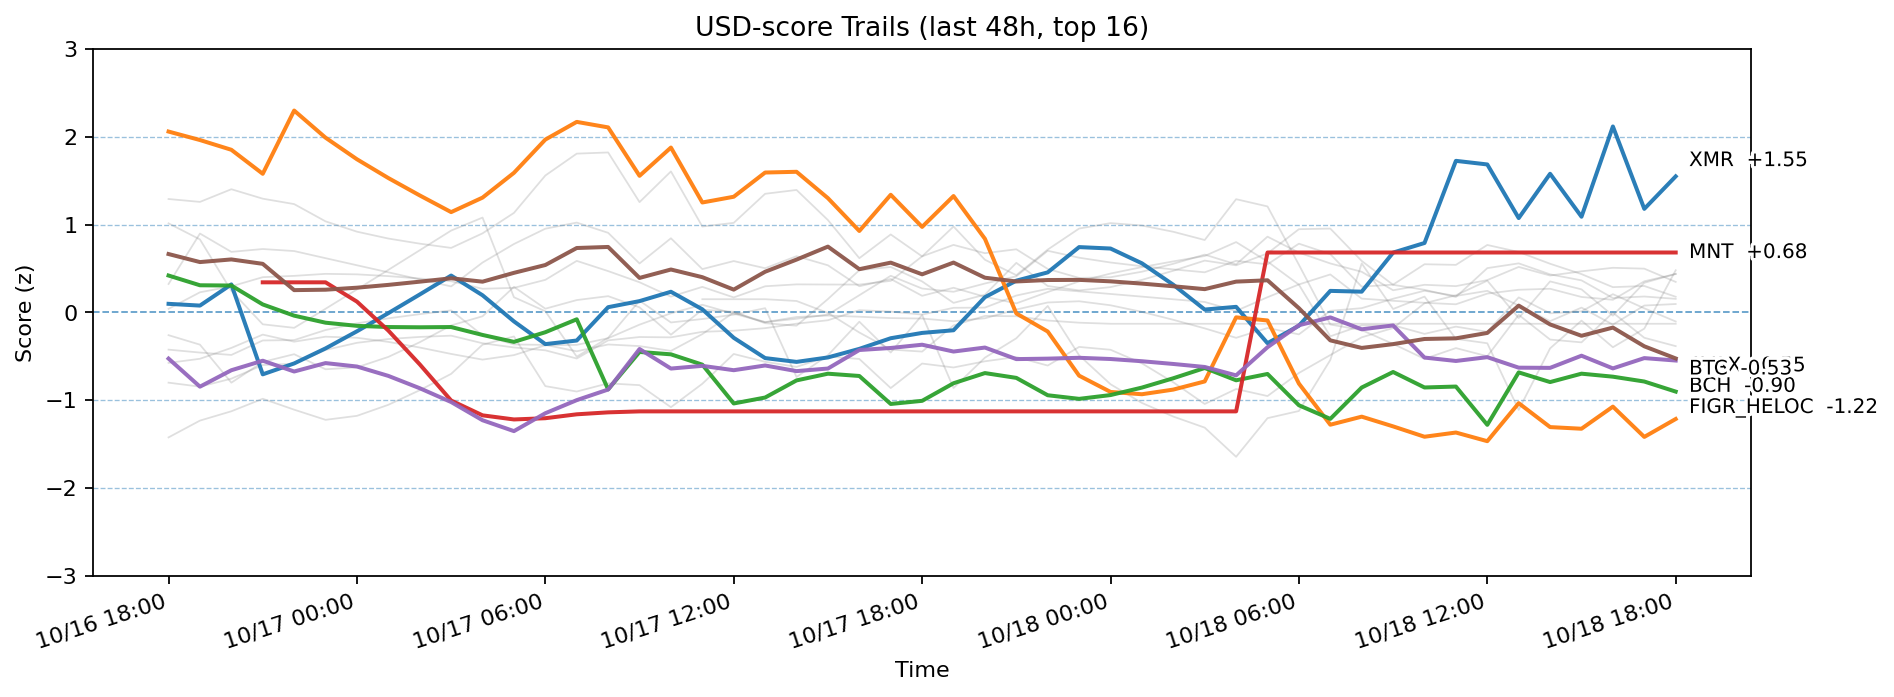 USD-score Trails (last 48h, top 16)
3
2
1
0
−1
−2
−3
Score (z)
XMR +1.55
MNT +0.68
BTC
BCH -0.90
FIGR_HELOC -1.22
10/16 18:00
10/17 00:00
10/17 06:00
10/17 12:00
10/17 18:00
10/18 00:00
10/18 06:00
10/18 12:00
10/18 18:00
Time